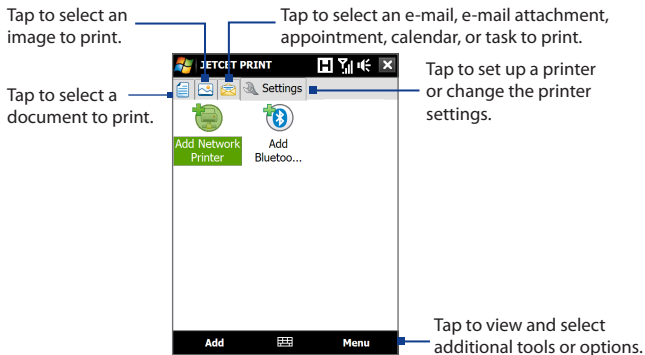 Tap to select an
image to print.
Tap to select an e-mail, e-mail attachment,
appointment, calendar, or task to print.
Tap to select a
document to print.
JETCET PRINT
H
Settings
Tap to set up a printer
or change the printer
settings.
Add Network
Printer
Add
Bluetoo...
Add
Menu
Tap to view and select
additional tools or options.